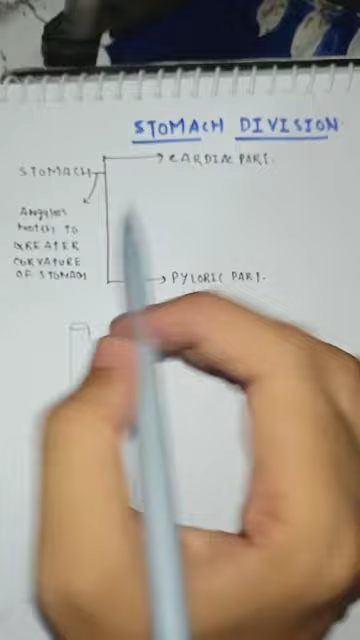 STOMACH DIVISION
STOMACH
CARDIAC PART.
Angular
Notch TO
GREATER
CURVATURE
OF STOMACH
PYLORIC PART.